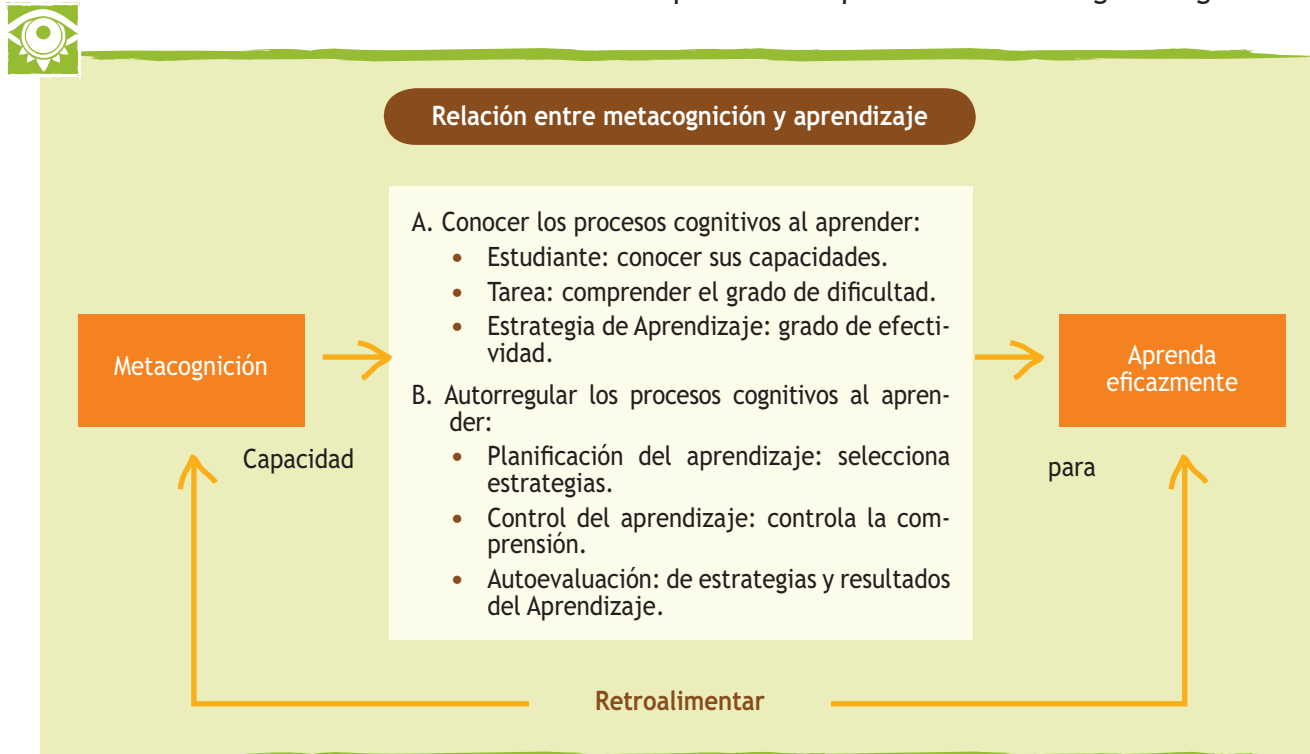 Relación entre metacognición y aprendizaje
A. Conocer los procesos cognitivos al aprender:
• Estudiante: conocer sus capacidades.
• Tarea: comprender el grado de dificultad.
• Estrategia de Aprendizaje: grado de efecti-
vidad.
B. Autorregular los procesos cognitivos al apren-
der:
• Planificación del aprendizaje: selecciona
estrategias.
• Control del aprendizaje: controla la com-
prensión.
• Autoevaluación: de estrategias y resultados
del Aprendizaje.
Metacognición
Capacidad
Aprenda
eficazmente
para
Retroalimentar